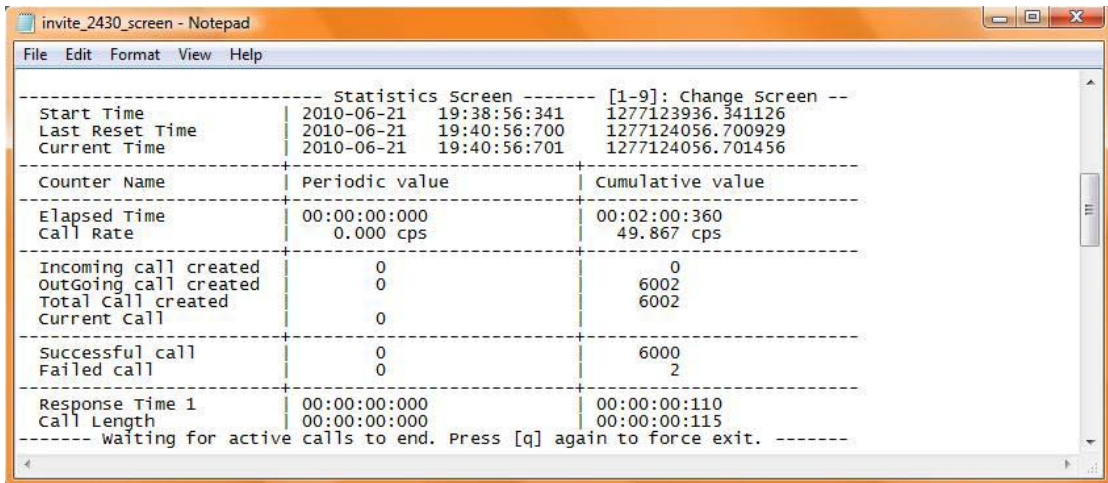 invite_2430_screen - Notepad
File Edit Format View Help
----------------------------- Statistics Screen ------- [1-9]: Change Screen --
Start Time | 2010-06-21 19:38:56:341 1277123936.341126
Last Reset Time | 2010-06-21 19:40:56:700 1277124056.700929
Current Time | 2010-06-21 19:40:56:701 1277124056.701456
-------------------------+---------------------------+--------------------------
Counter Name | Periodic value | Cumulative value
-------------------------+---------------------------+--------------------------
Elapsed Time | 00:00:00:000 | 00:02:00:360
Call Rate | 0.000 cps | 49.867 cps
-------------------------+---------------------------+--------------------------
Incoming call created | 0 | 0
OutGoing call created | 0 | 6002
Total Call created | | 6002
Current Call | 0 |
-------------------------+---------------------------+--------------------------
Successful call | 0 | 6000
Failed call | 0 | 2
-------------------------+---------------------------+--------------------------
Response Time 1 | 00:00:00:000 | 00:00:00:110
Call Length | 00:00:00:000 | 00:00:00:115
------- Waiting for active calls to end. Press [q] again to force exit. -------